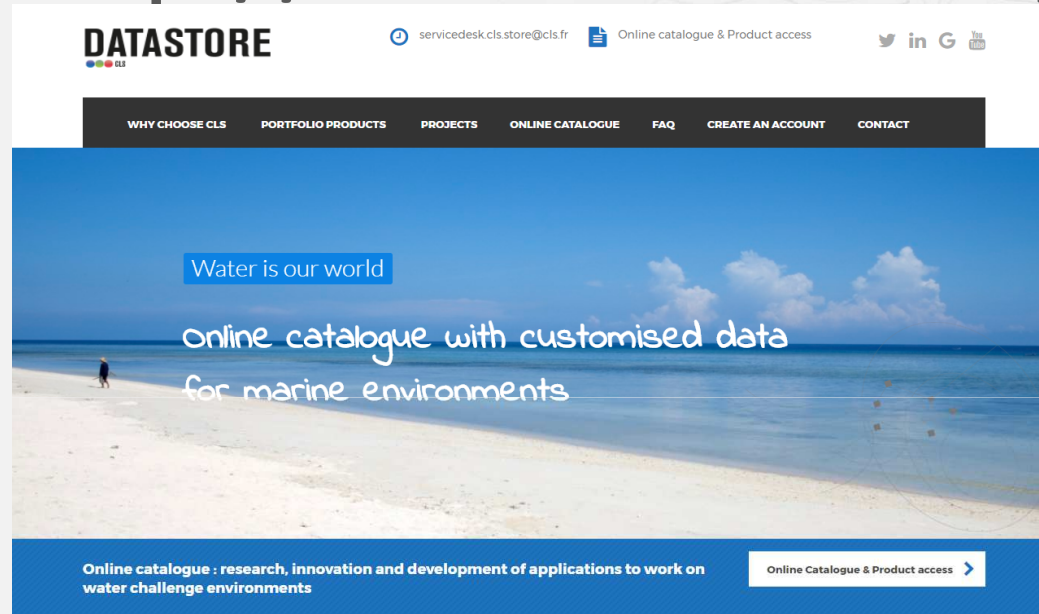 DATASTORE
CLS
servicedesk.cls.store@cls.fr
Online catalogue & Product access
You
Tube
WHY CHOOSE CLS
PORTFOLIO PRODUCTS
PROJECTS
ONLINE CATALOGUE
FAQ
CREATE AN ACCOUNT
CONTACT
Water is our world
Online catalogue with customised data
for marine environments
Online catalogue : research, innovation and development of applications to work on
water challenge environments
Online Catalogue & Product access